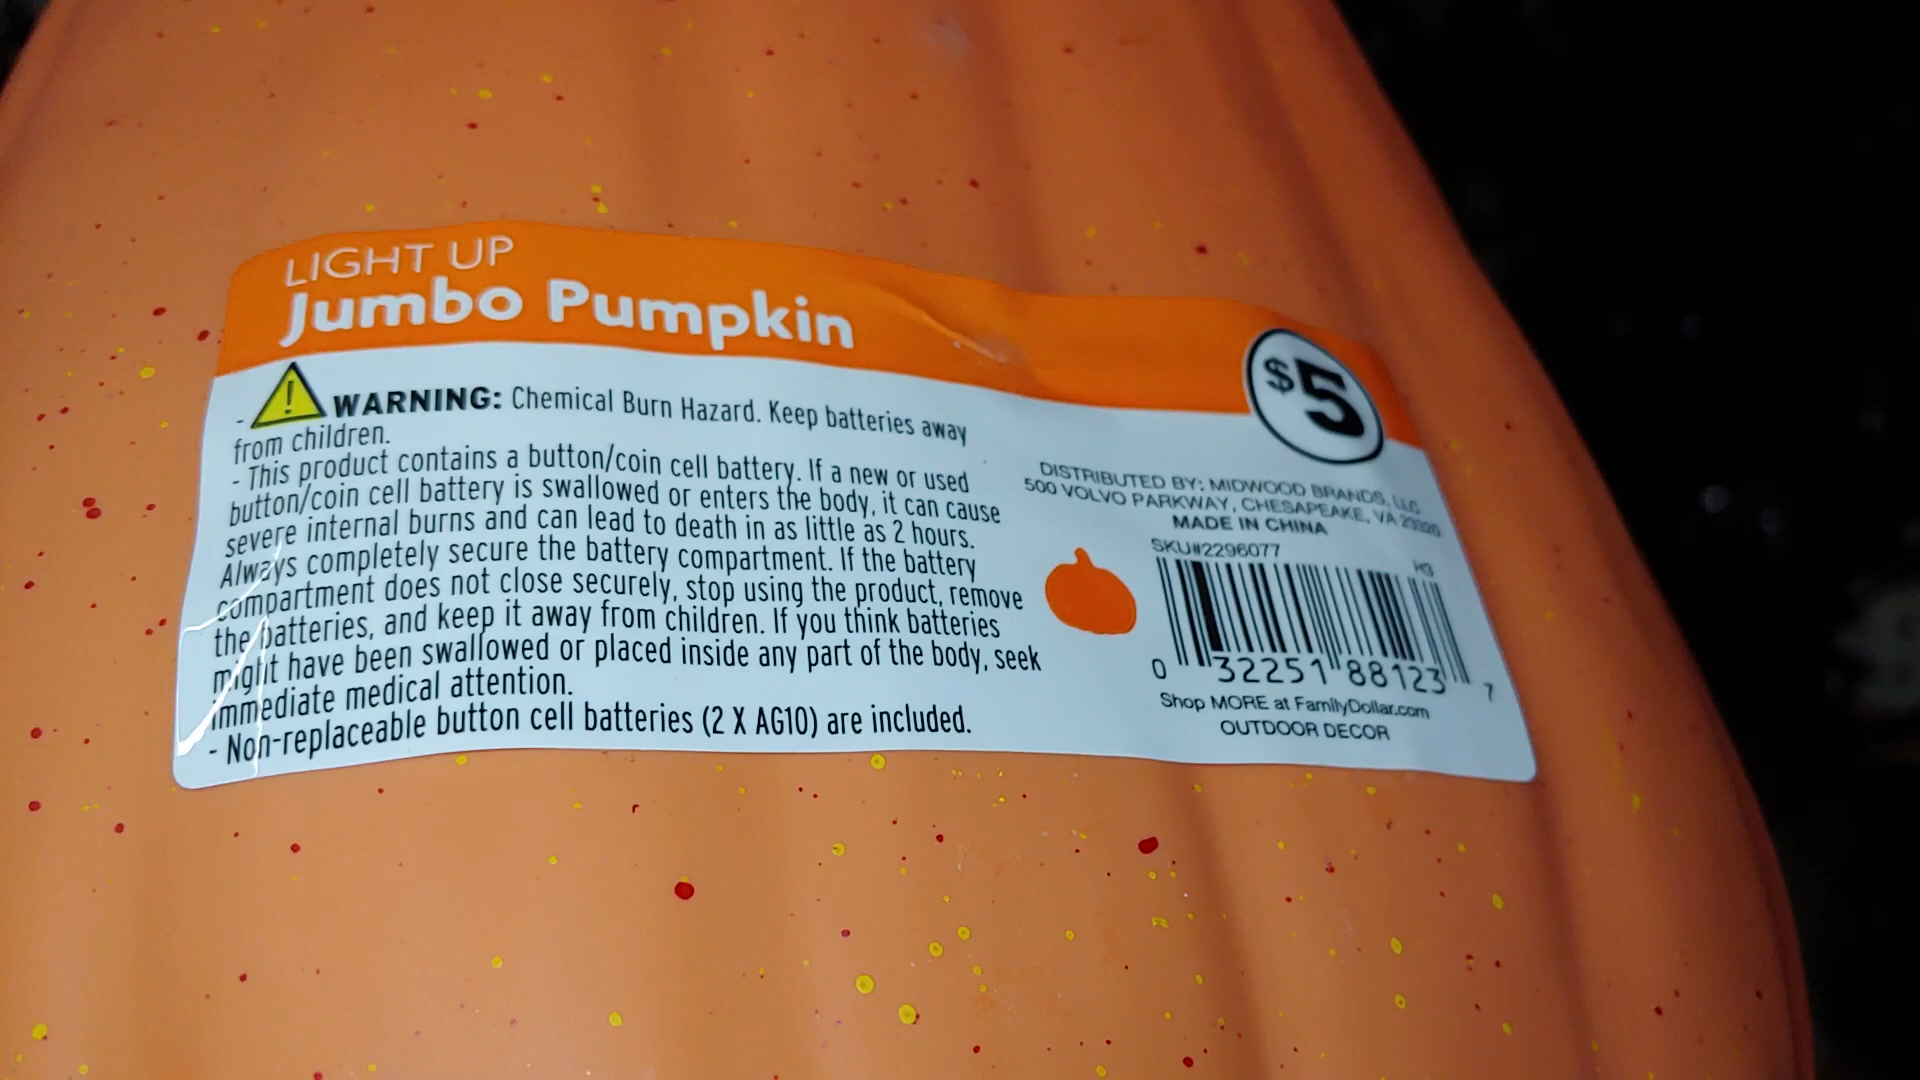 LIGHT UP
Jumbo Pumpkin
$5
- WARNING: Chemical Burn Hazard. Keep batteries away
from children.
- This product contains a button/coin cell battery. If a new or used
button/coin cell battery is swallowed or enters the body, it can cause
severe internal burns and can lead to death in as little as 2 hours.
Always completely secure the battery compartment. If the battery
compartment does not close securely, stop using the product, remove
the batteries, and keep it away from children. If you think batteries
might have been swallowed or placed inside any part of the body, seek
immediate medical attention.
- Non-replaceable button cell batteries (2 X AG10) are included.
DISTRIBUTED BY: MIDWOOD BRANDS, LLC
500 VOLVO PARKWAY, CHESAPEAKE, VA 23320
MADE IN CHINA
SKU#2296077
0 32251 88123 7
Shop MORE at FamilyDollar.com
OUTDOOR DECOR